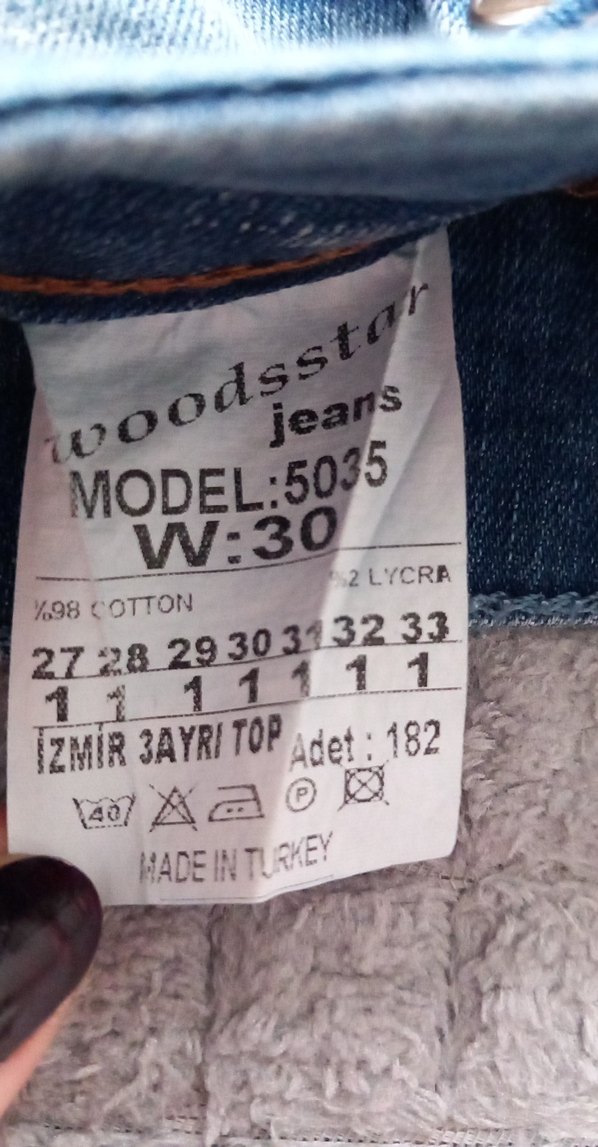 woodsstar
jeans
MODEL:5035
W:30
%98 COTTON %2 LYCRA
27 28 29 30 31 32 33
1 1 1 1 1 1 1
İZMİR 3AYRI TOP Adet : 182
40 P
MADE IN TURKEY